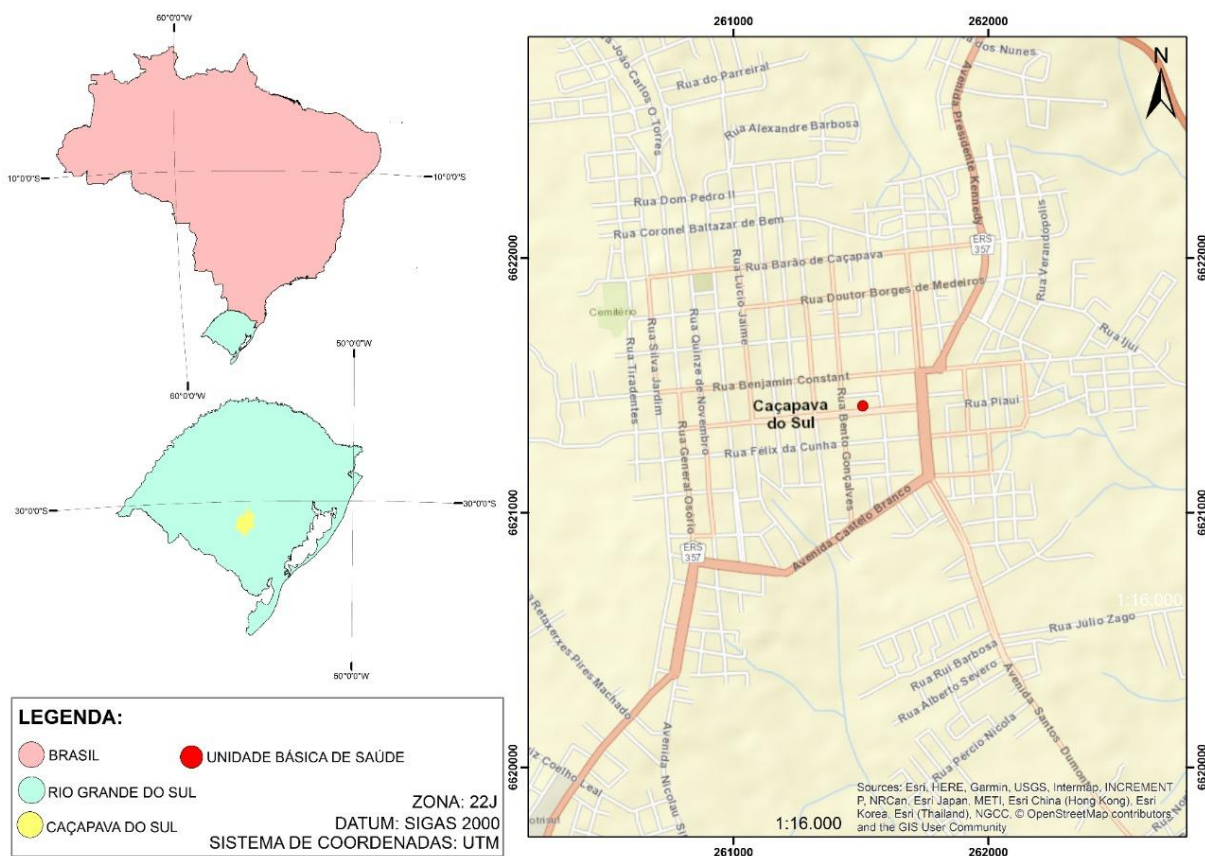 60°0'0"W
10°0'0"S
10°0'0"S
50°0'0"W
60°0'0"W
30°0'0"S
30°0'0"S
50°0'0"W
LEGENDA:
BRASIL
UNIDADE BÁSICA DE SAÚDE
RIO GRANDE DO SUL
CAÇAPAVA DO SUL
ZONA: 22J
DATUM: SIGAS 2000
SISTEMA DE COORDENADAS: UTM
261000
262000
N
6622000
6622000
6621000
6621000
6620000
6620000
João Carlos O Torres
Rua do Parreiral
dos Nunes
Rua Alexandre Barbosa
Avenida Presidente Kennedy
Rua Dom Pedro II
Rua Coronel Baltazar de Bem
ERS
357
Rua Veranópolis
Rua Barão de Caçapava
Rua Lúcio Jaime
Rua Doutor Borges de Medeiros
Cemitério
Rua Tiradentes
Rua Silva Jardim
Rua Quinze de Novembro
Rua Ijuí
Rua Benjamin Constant
Caçapava
do Sul
Rua Piauí
Rua Félix da Cunha
Rua General Osório
Rua Bento Gonçalves
Avenida Castelo Branco
ERS
357
1:16.000
Retaxerxes Pires Machado
Rua Júlio Zago
Rua Rui Barbosa
Rua Alberto Severo
Rua Pércio Nicola
Avenida Santos Dumont
Avenida Nicolau
Coelho Leal
Sources: Esri, HERE, Garmin, USGS, Intermap, INCREMENT
P, NRCan, Esri Japan, METI, Esri China (Hong Kong), Esri
Korea, Esri (Thailand), NGCC, © OpenStreetMap contributors,
and the GIS User Community
1:16.000
261000
262000